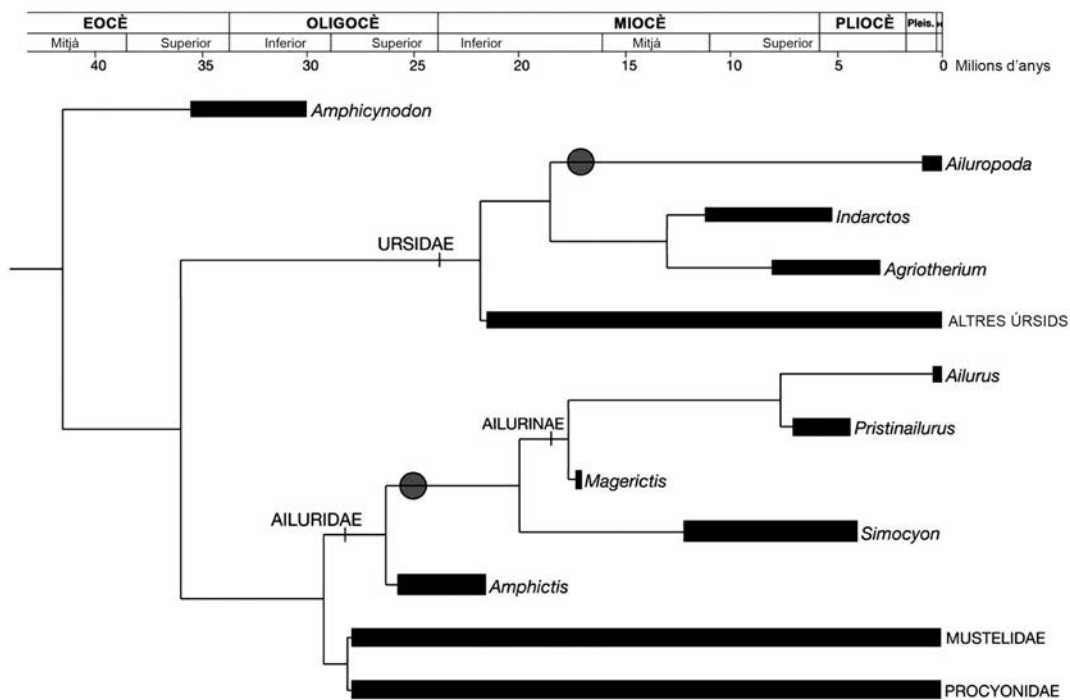 EOCÈ OLIGOCÈ MIOCÈ PLIOCÈ Pleis. H
Mitjà Superior Inferior Superior Inferior Mitjà Superior
40 35 30 25 20 15 10 5 0 Milions d'anys
Amphicynodon
Ailuropoda
Indarctos
URSIDAE
Agriotherium
ALTRES ÚRSIDS
Ailurus
AILURINAE
Pristinailurus
Magerictis
AILURIDAE
Simocyon
Amphictis
MUSTELIDAE
PROCYONIDAE